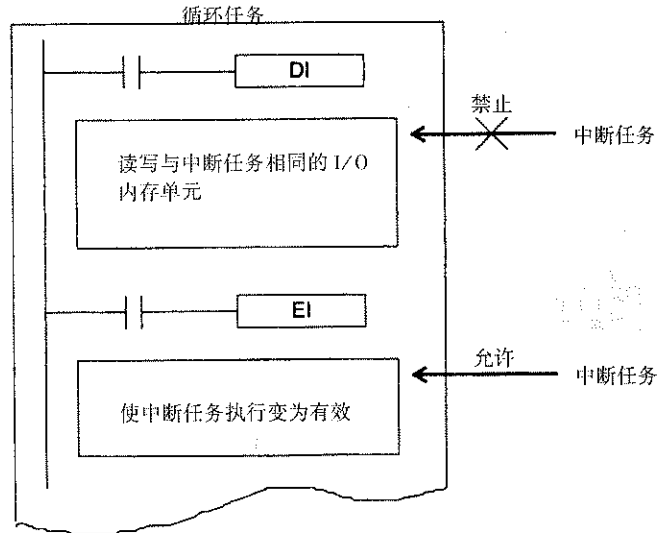 循环任务
DI
禁止
中断任务
读写与中断任务相同的 I/O
内存单元
EI
允许
中断任务
使中断任务执行变为有效